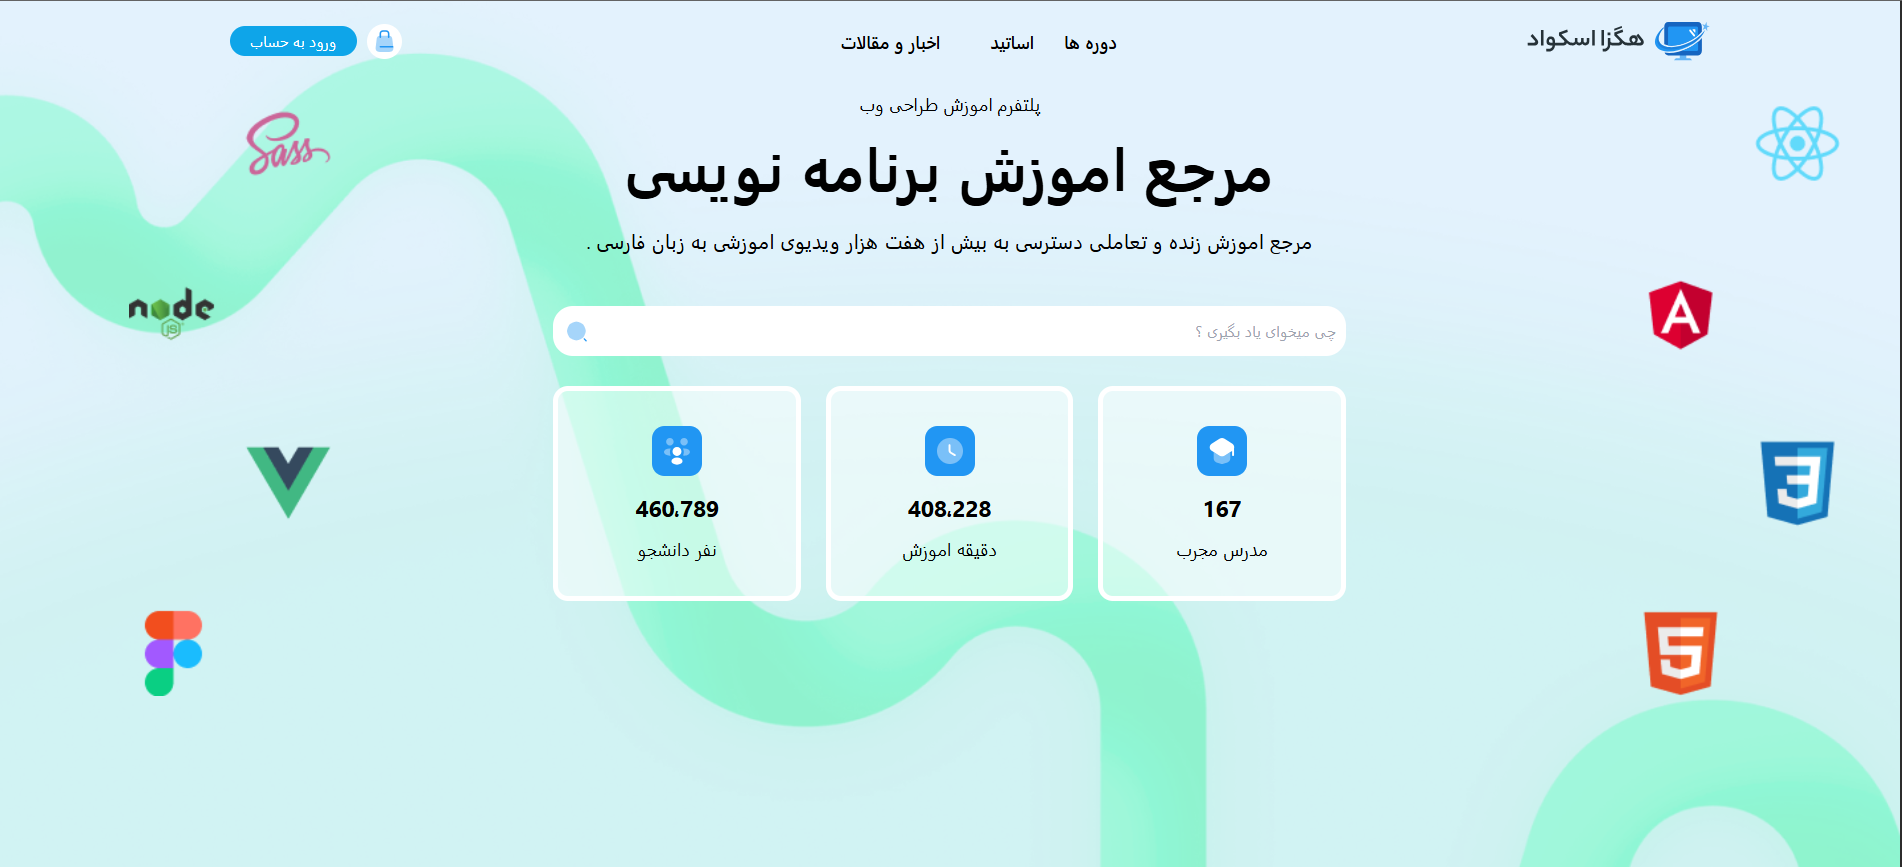 هگزا اسکواد
دوره ها
اساتید
اخبار و مقالات
ورود به حساب
پلتفرم اموزش طراحی وب
مرجع اموزش برنامه نویسی
مرجع اموزش زنده و تعاملی دسترسی به بیش از هفت هزار ویدیوی اموزشی به زبان فارسی .
چی میخوای یاد بگیری ؟
167
مدرس مجرب
408،228
دقیقه اموزش
460،789
نفر دانشجو
Sass
node
JS
A
3
5